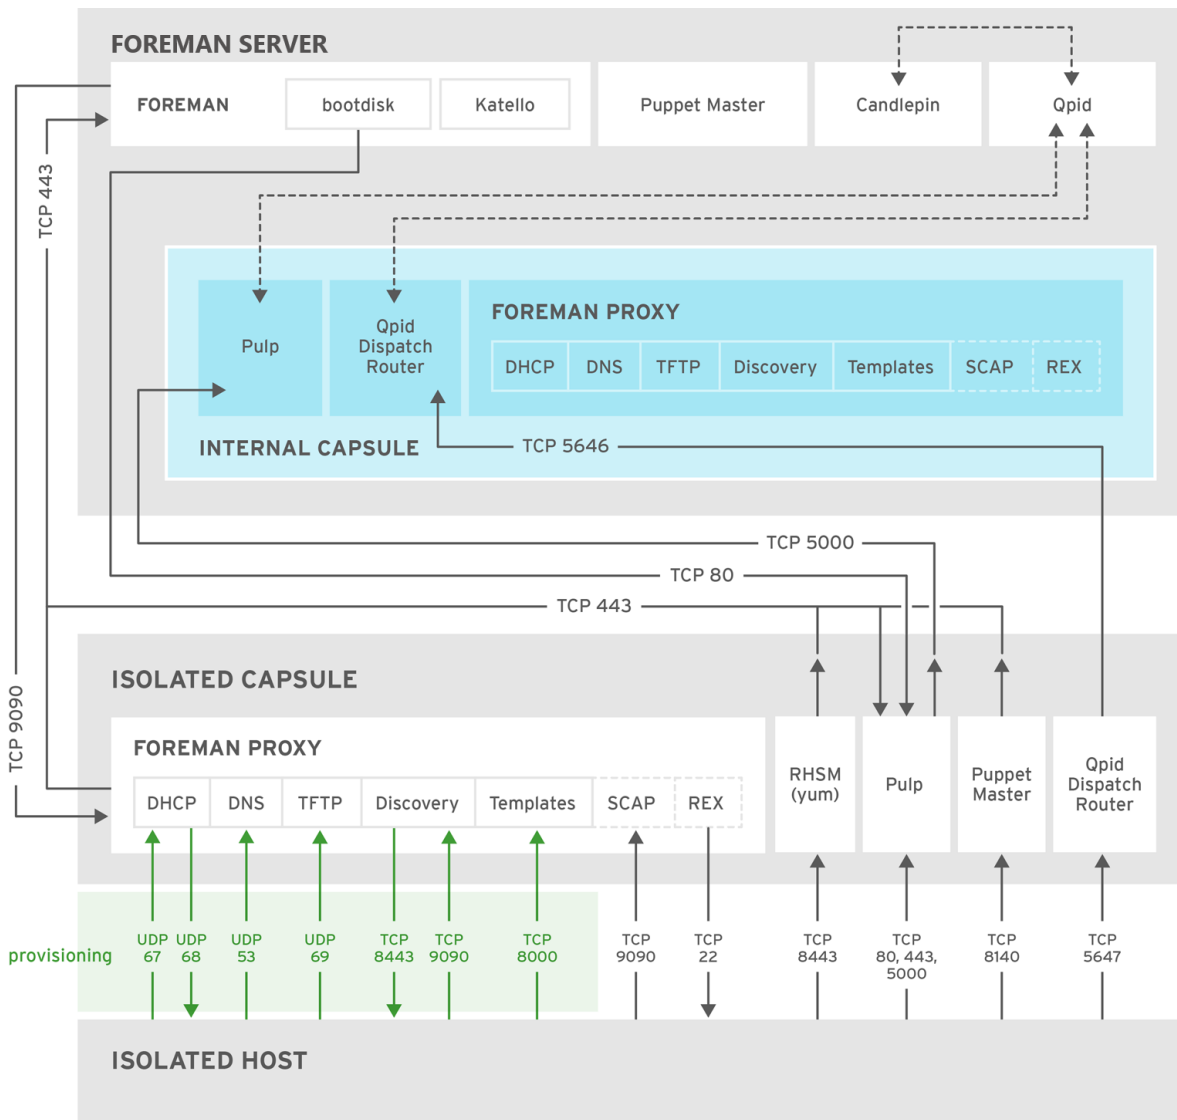 FOREMAN SERVER
FOREMAN
bootdisk
Katello
Puppet Master
Candlepin
Qpid
TCP 443
Pulp
Qpid
Dispatch
Router
FOREMAN PROXY
DHCP
DNS
TFTP
Discovery
Templates
SCAP
REX
INTERNAL CAPSULE
TCP 5646
TCP 5000
TCP 80
TCP 443
ISOLATED CAPSULE
TCP 9090
FOREMAN PROXY
DHCP
DNS
TFTP
Discovery
Templates
SCAP
REX
RHSM
(yum)
Pulp
Puppet
Master
Qpid
Dispatch
Router
provisioning
UDP
67
UDP
68
UDP
53
UDP
69
TCP
8443
TCP
9090
TCP
8000
TCP
9090
TCP
22
TCP
8443
TCP
80, 443,
5000
TCP
8140
TCP
5647
ISOLATED HOST